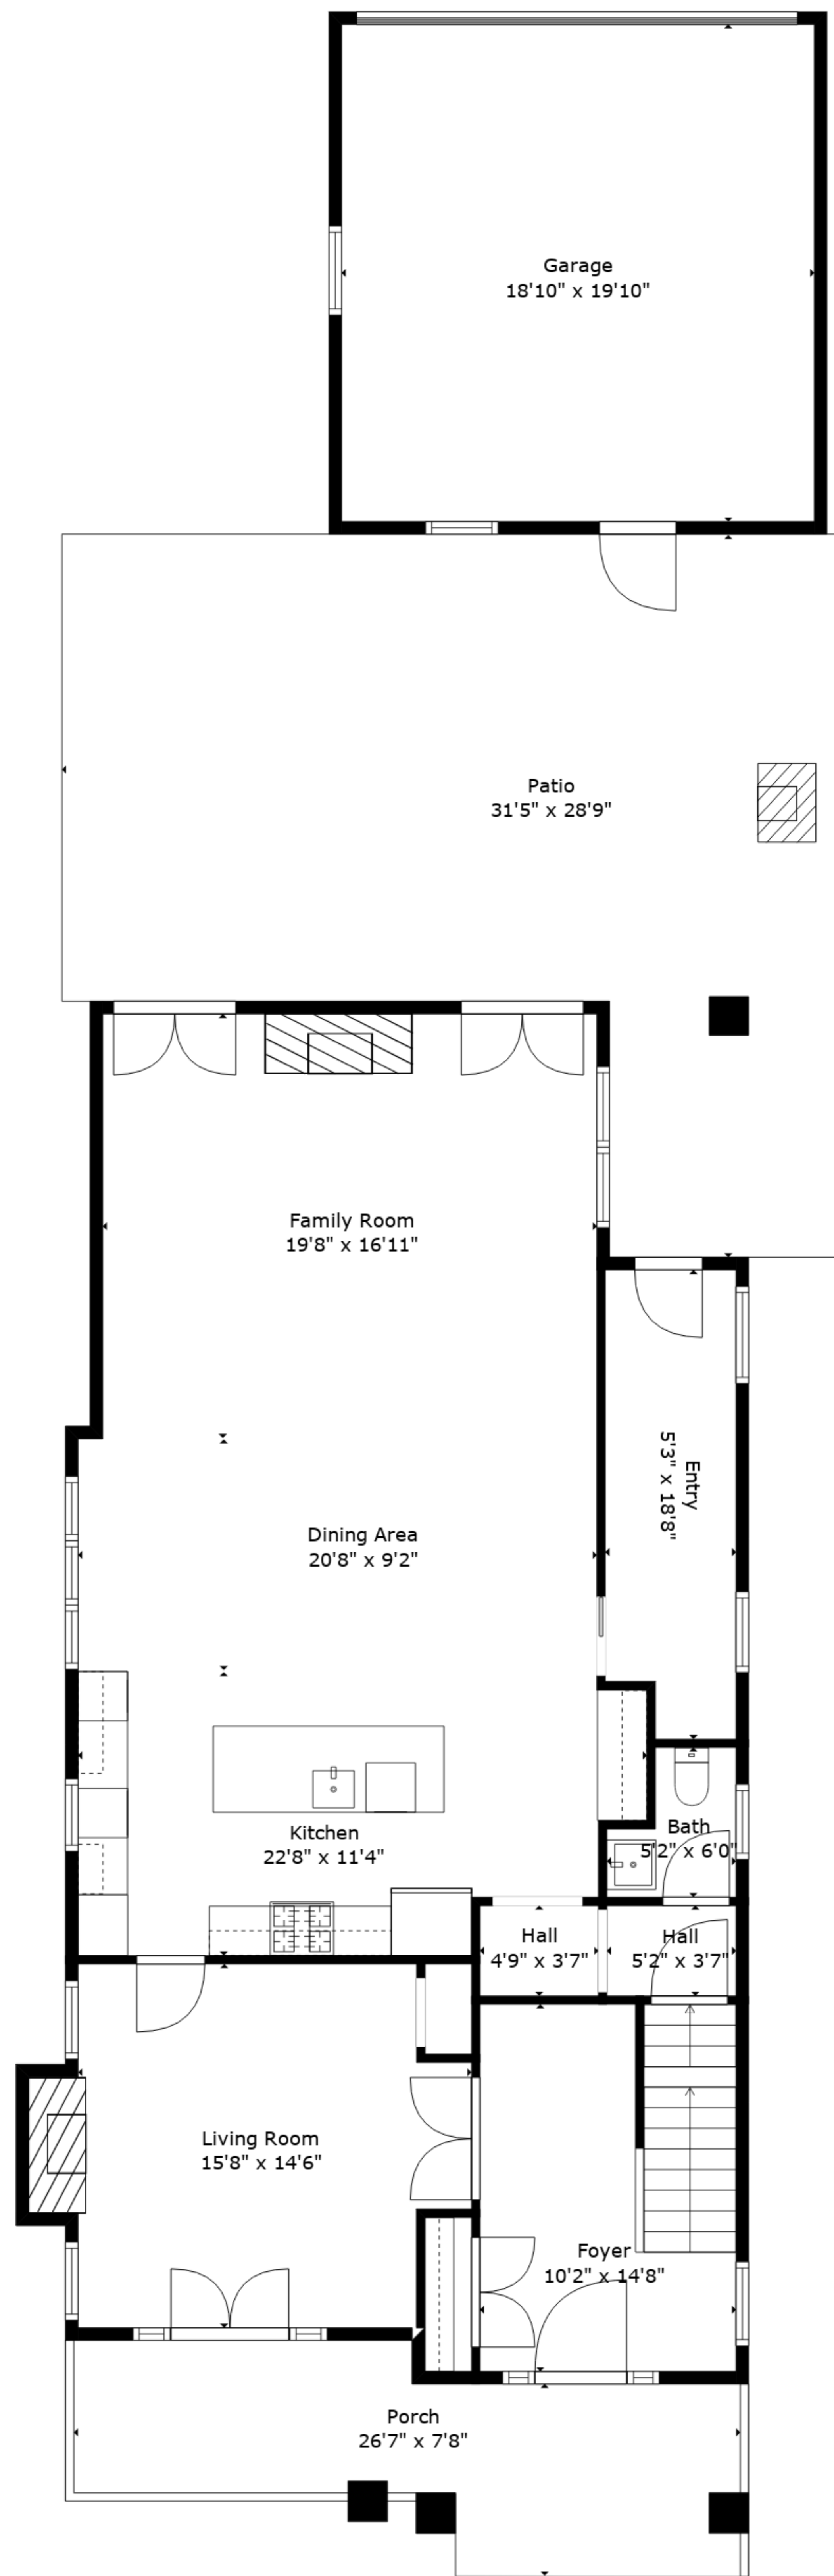 Garage
18'10" x 19'10"
Patio
31'5" x 28'9"
Family Room
19'8" x 16'11"
Entry
5'3" x 18'8"
Dining Area
20'8" x 9'2"
Kitchen
22'8" x 11'4"
Bath
5'2" x 6'0"
Hall
4'9" x 3'7"
Hall
5'2" x 3'7"
Living Room
15'8" x 14'6"
Foyer
10'2" x 14'8"
Porch
26'7" x 7'8"